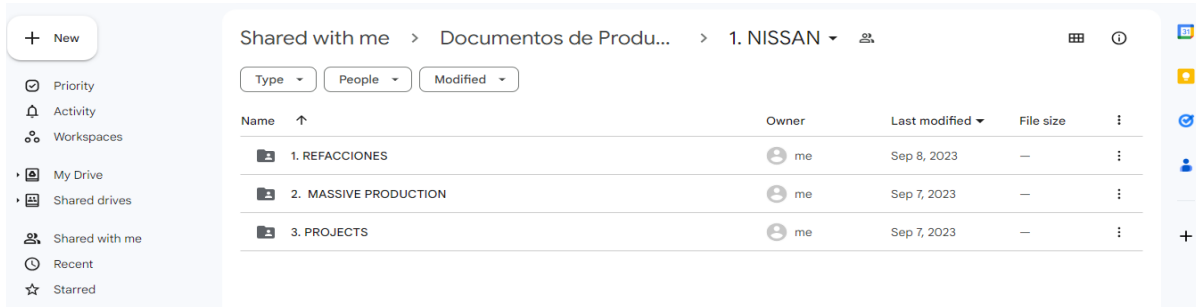 New
Priority
Activity
Workspaces
My Drive
Shared drives
Shared with me
Recent
Starred
Shared with me > Documentos de Produ... > 1. NISSAN
Type People Modified
Name Owner Last modified File size
1. REFACCIONES me Sep 8, 2023 —
2. MASSIVE PRODUCTION me Sep 7, 2023 —
3. PROJECTS me Sep 7, 2023 —
31